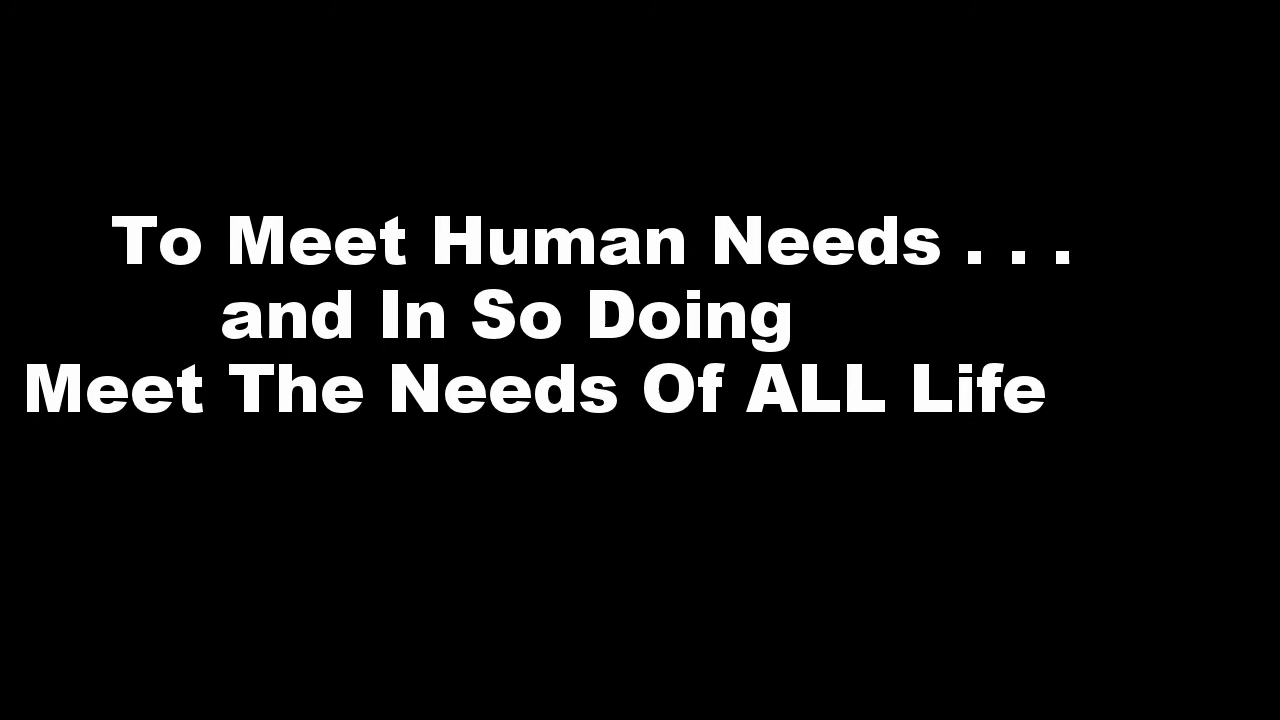 To Meet Human Needs . . .
and In So Doing
Meet The Needs Of ALL Life